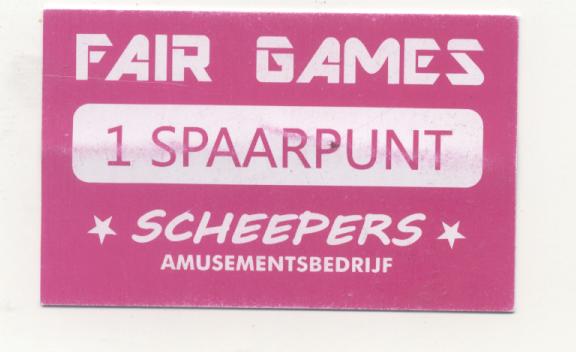 FAIR GAMES
1 SPAARPUNT
SCHEEPERS
AMUSEMENTSBEDRIJF